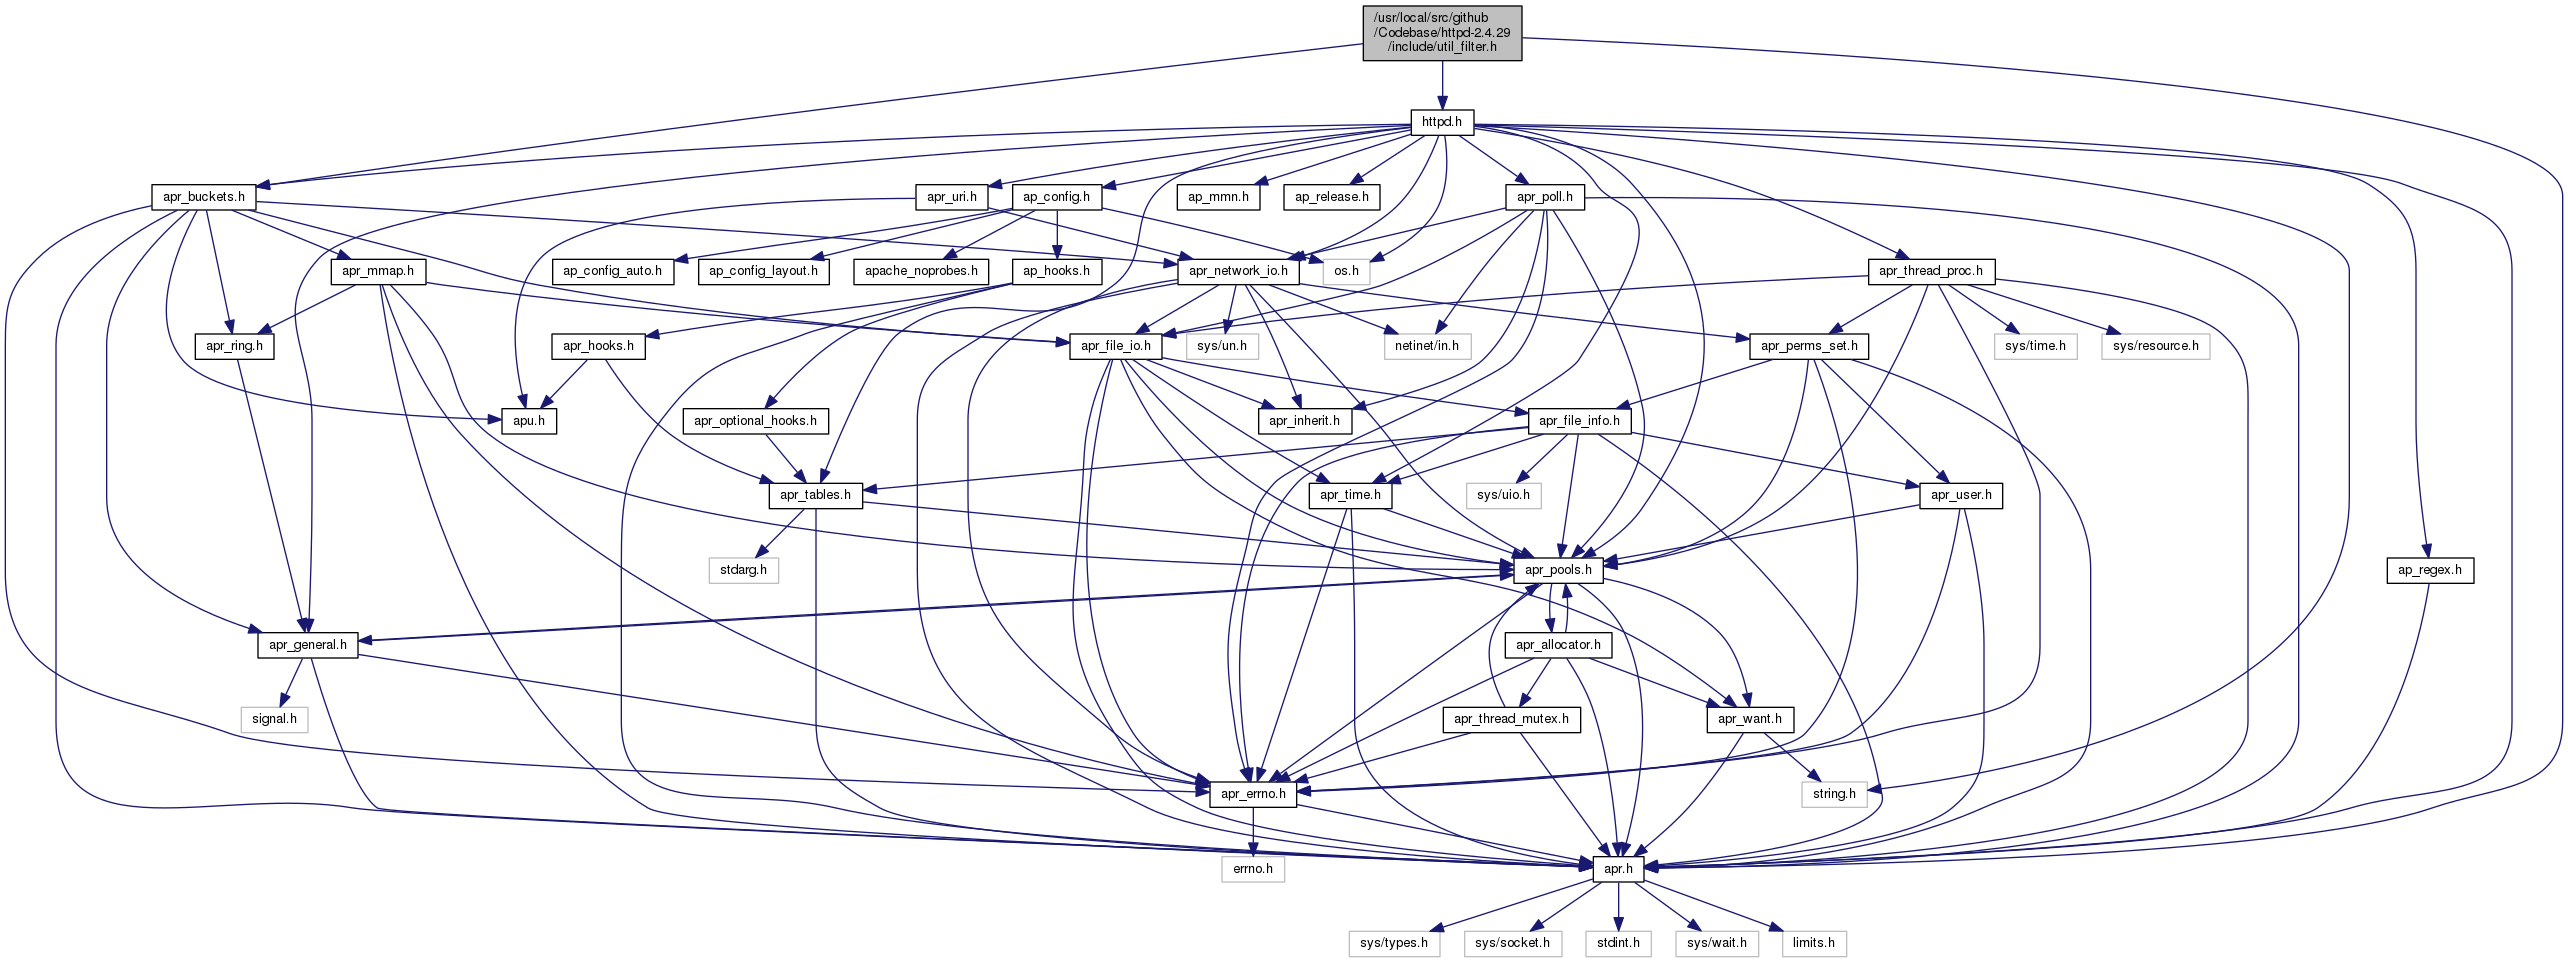 /usr/local/src/github
/Codebase/httpd-2.4.29
/include/util_filter.h
httpd.h
apr_buckets.h
apr_uri.h
ap_config.h
ap_mmn.h
ap_release.h
apr_poll.h
apr_mmap.h
ap_config_auto.h
ap_config_layout.h
apache_noprobes.h
ap_hooks.h
apr_network_io.h
os.h
apr_thread_proc.h
apr_ring.h
apr_hooks.h
apr_file_io.h
sys/un.h
netinet/in.h
apr_perms_set.h
sys/time.h
sys/resource.h
apu.h
apr_optional_hooks.h
apr_inherit.h
apr_file_info.h
apr_tables.h
apr_time.h
sys/uio.h
apr_user.h
stdarg.h
apr_pools.h
ap_regex.h
apr_general.h
apr_allocator.h
signal.h
apr_thread_mutex.h
apr_want.h
apr_errno.h
string.h
errno.h
apr.h
sys/types.h
sys/socket.h
stdint.h
sys/wait.h
limits.h